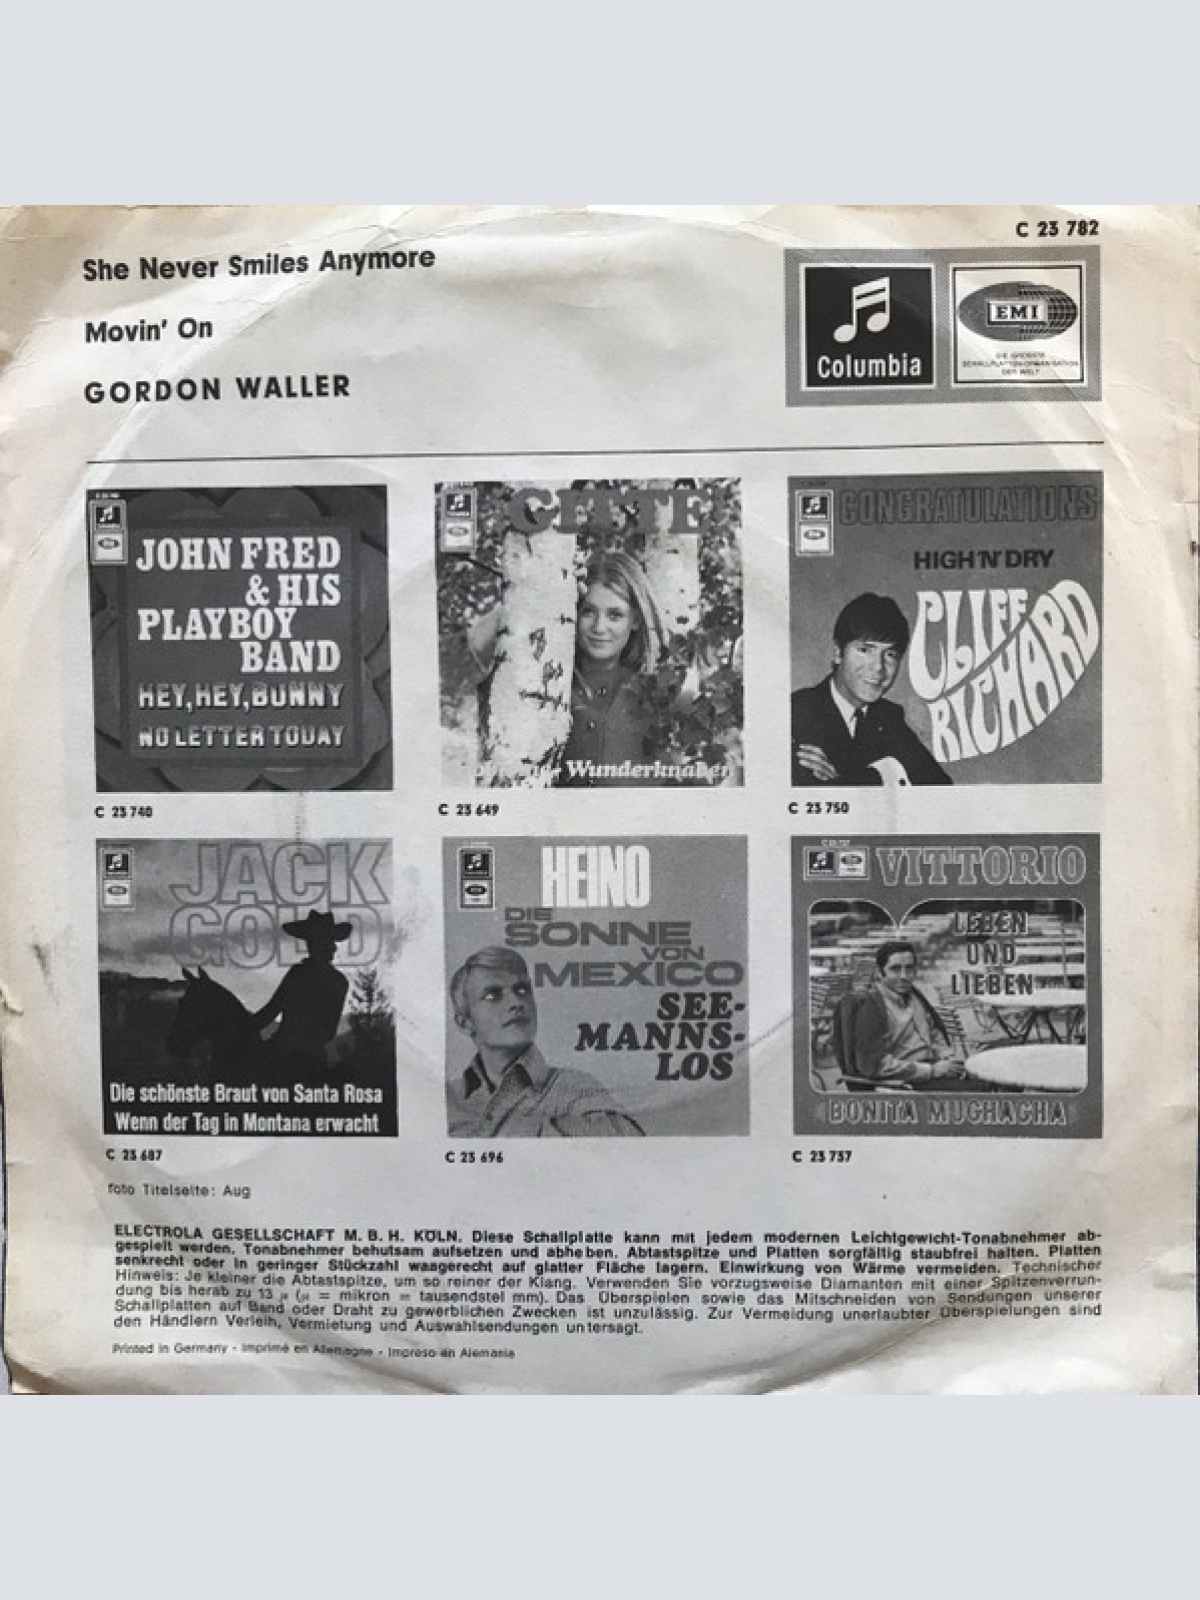 C 23 782
She Never Smiles Anymore
Movin' On
GORDON WALLER
Columbia
EMI
DIE GRÖSSTE
SCHALLPLATTEN-ORGANISATION
DER WELT
JOHN FRED
& HIS
PLAYBOY
BAND
HEY, HEY, BUNNY
NO LETTER TODAY
C 23 740
GITTE
Wunderknaben
C 23 649
CONGRATULATIONS
HIGH 'N' DRY
CLIFF
RICHARD
C 23 750
JACK
GOLD
Die schönste Braut von Santa Rosa
Wenn der Tag in Montana erwacht
C 23 687
HEINO
DIE
SONNE
VON
MEXICO
SEE-
MANNS-
LOS
C 23 696
VITTORIO
LEBEN
UND
LIEBEN
BONITA MUCHACHA
C 23 737
foto Titelseite: Aug
ELECTROLA GESELLSCHAFT M. B. H. KÖLN. Diese Schallplatte kann mit jedem modernen Leichtgewicht-Tonabnehmer ab-
gespielt werden. Tonabnehmer behutsam aufsetzen und abheben. Abtastspitze und Platten sorgfältig staubfrei halten. Platten
senkrecht oder in geringer Stückzahl waagerecht auf glatter Fläche lagern. Einwirkung von Wärme vermeiden. Technischer
Hinweis: Je kleiner die Abtastspitze, um so reiner der Klang. Verwenden Sie vorzugsweise Diamanten mit einer Spitzenverrun-
dung bis herab zu 13 µ (µ = mikron = tausendstel mm). Das Überspielen sowie das Mitschneiden von Sendungen unserer
Schallplatten auf Band oder Draht zu gewerblichen Zwecken ist unzulässig. Zur Vermeidung unerlaubter Überspielungen sind
den Händlern Verleih, Vermietung und Auswahlsendungen untersagt.
Printed in Germany - Imprimé en Allemagne - Impreso en Alemania